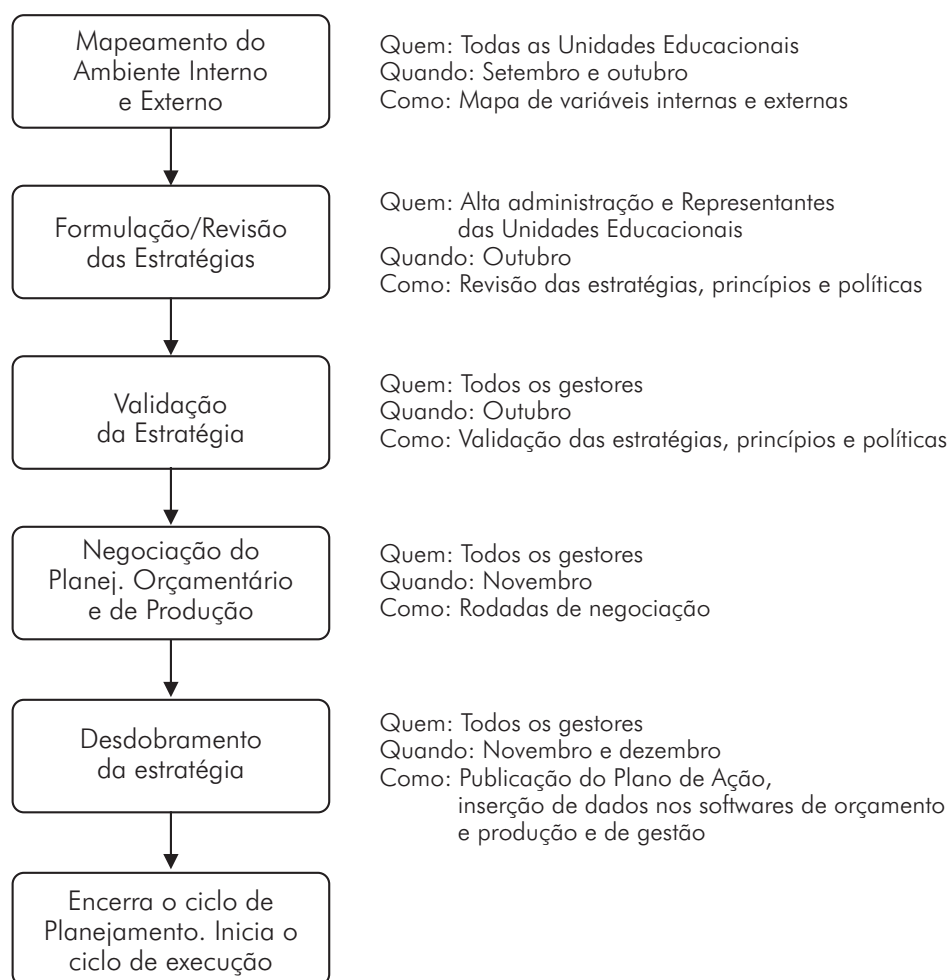 Mapeamento do
Ambiente Interno
e Externo
Quem: Todas as Unidades Educacionais
Quando: Setembro e outubro
Como: Mapa de variáveis internas e externas
Formulação/Revisão
das Estratégias
Quem: Alta administração e Representantes
das Unidades Educacionais
Quando: Outubro
Como: Revisão das estratégias, princípios e políticas
Validação
da Estratégia
Quem: Todos os gestores
Quando: Outubro
Como: Validação das estratégias, princípios e políticas
Negociação do
Planej. Orçamentário
e de Produção
Quem: Todos os gestores
Quando: Novembro
Como: Rodadas de negociação
Desdobramento
da estratégia
Quem: Todos os gestores
Quando: Novembro e dezembro
Como: Publicação do Plano de Ação,
inserção de dados nos softwares de orçamento
e produção e de gestão
Encerra o ciclo de
Planejamento. Inicia o
ciclo de execução